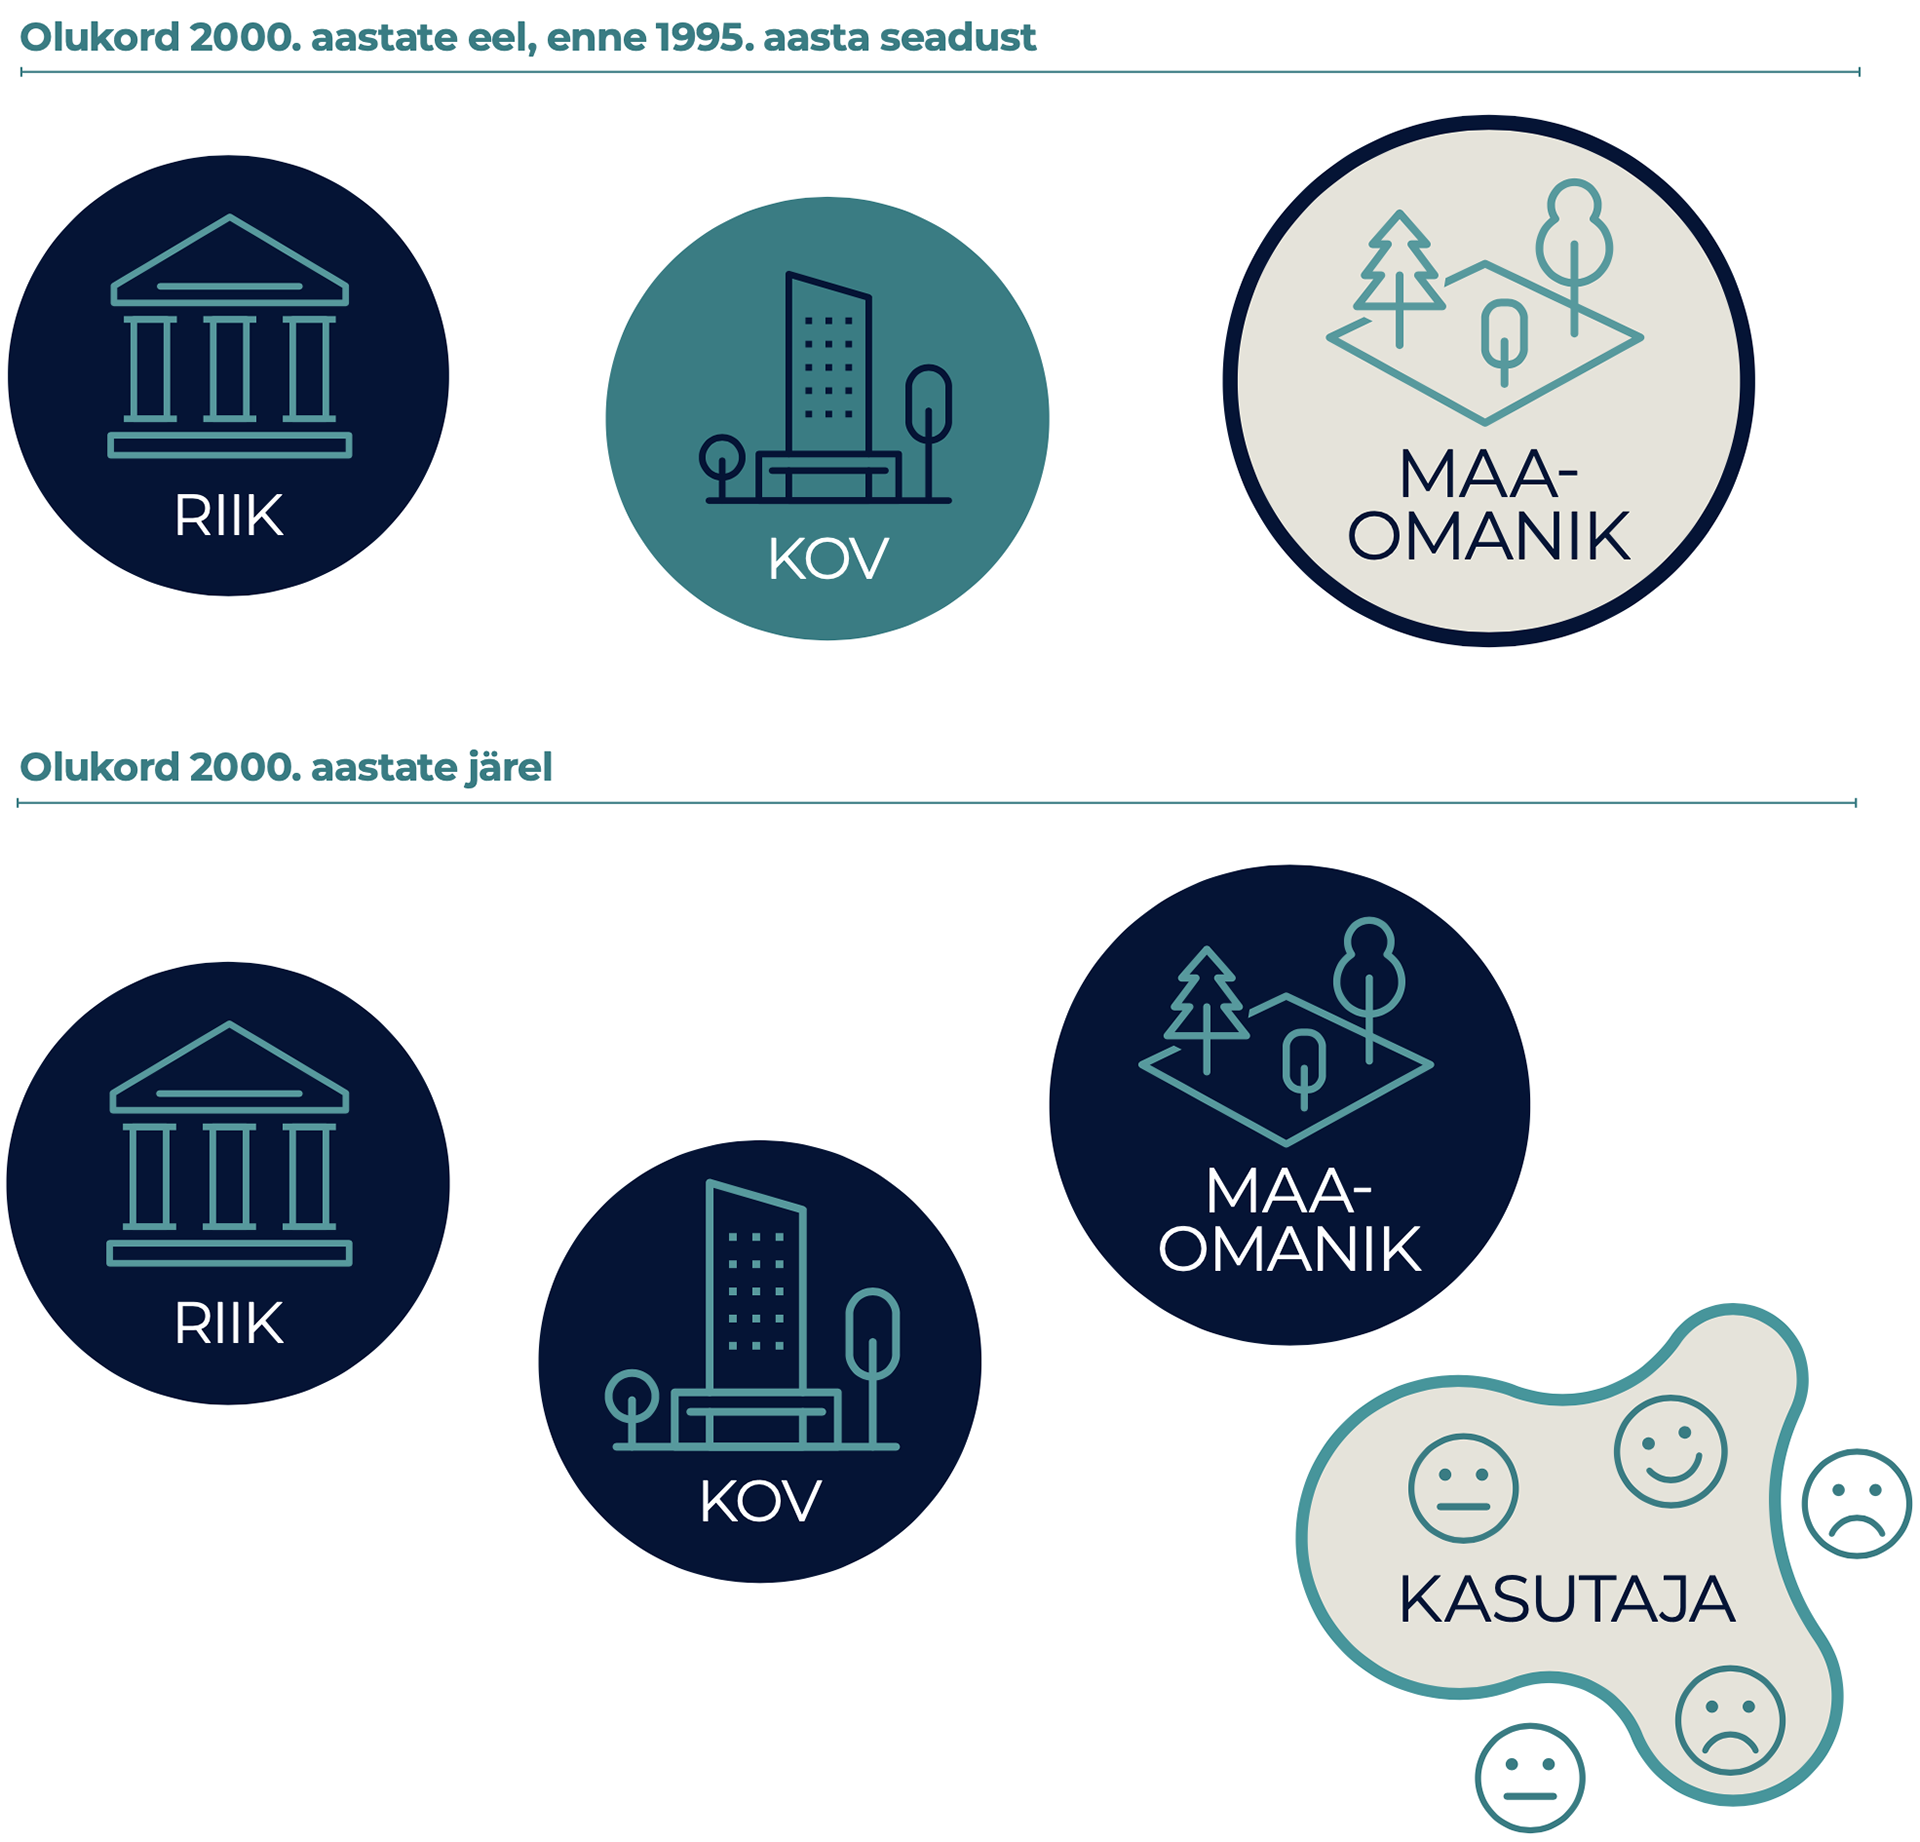 Olukord 2000. aastate eel, enne 1995. aasta seadust
RIIK
KOV
MAA-
OMANIK
Olukord 2000. aastate järel
RIIK
KOV
MAA-
OMANIK
KASUTAJA